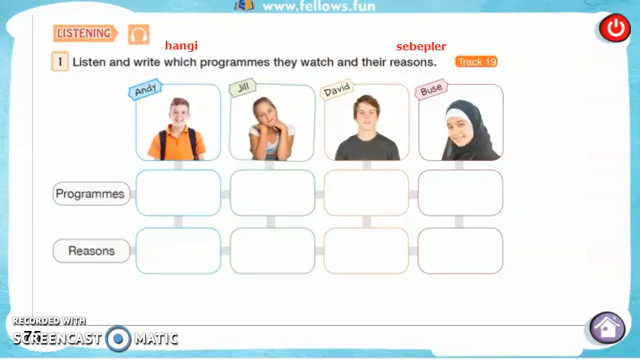 www.fellows.fun
LISTENING
hangi
sebepler
1 Listen and write which programmes they watch and their reasons. Track 19
Andy
Jill
David
Buse
Programmes
Reasons
75
RECORDED WITH
SCREENCAST MATIC